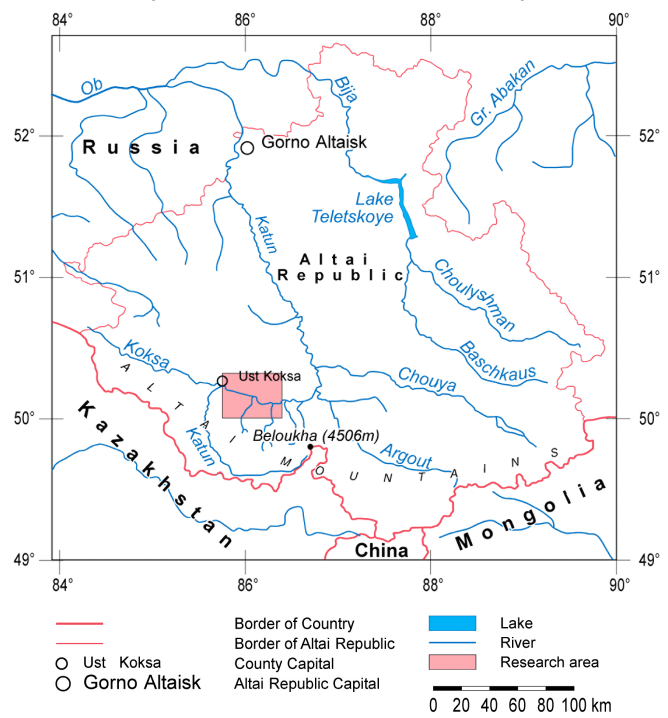 84° 86° 88° 90°
Ob
Bija
Gr. Abakan
52° 52°
Russia
Gorno Altaisk
Lake
Teletskoye
Katun
Altai
Republic
51° 51°
Choulyshman
Baschkaus
Koksa
Ust Koksa
Chouya
50° 50°
ALTAI MOUNTAINS
Beloukha (4506m)
Katun
Argout
Kazakhstan
Mongolia
China
49° 49°
84° 86° 88° 90°
Border of Country Lake
Border of Altai Republic River
Ust Koksa County Capital Research area
Gorno Altaisk Altai Republic Capital
0 20 40 60 80 100 km